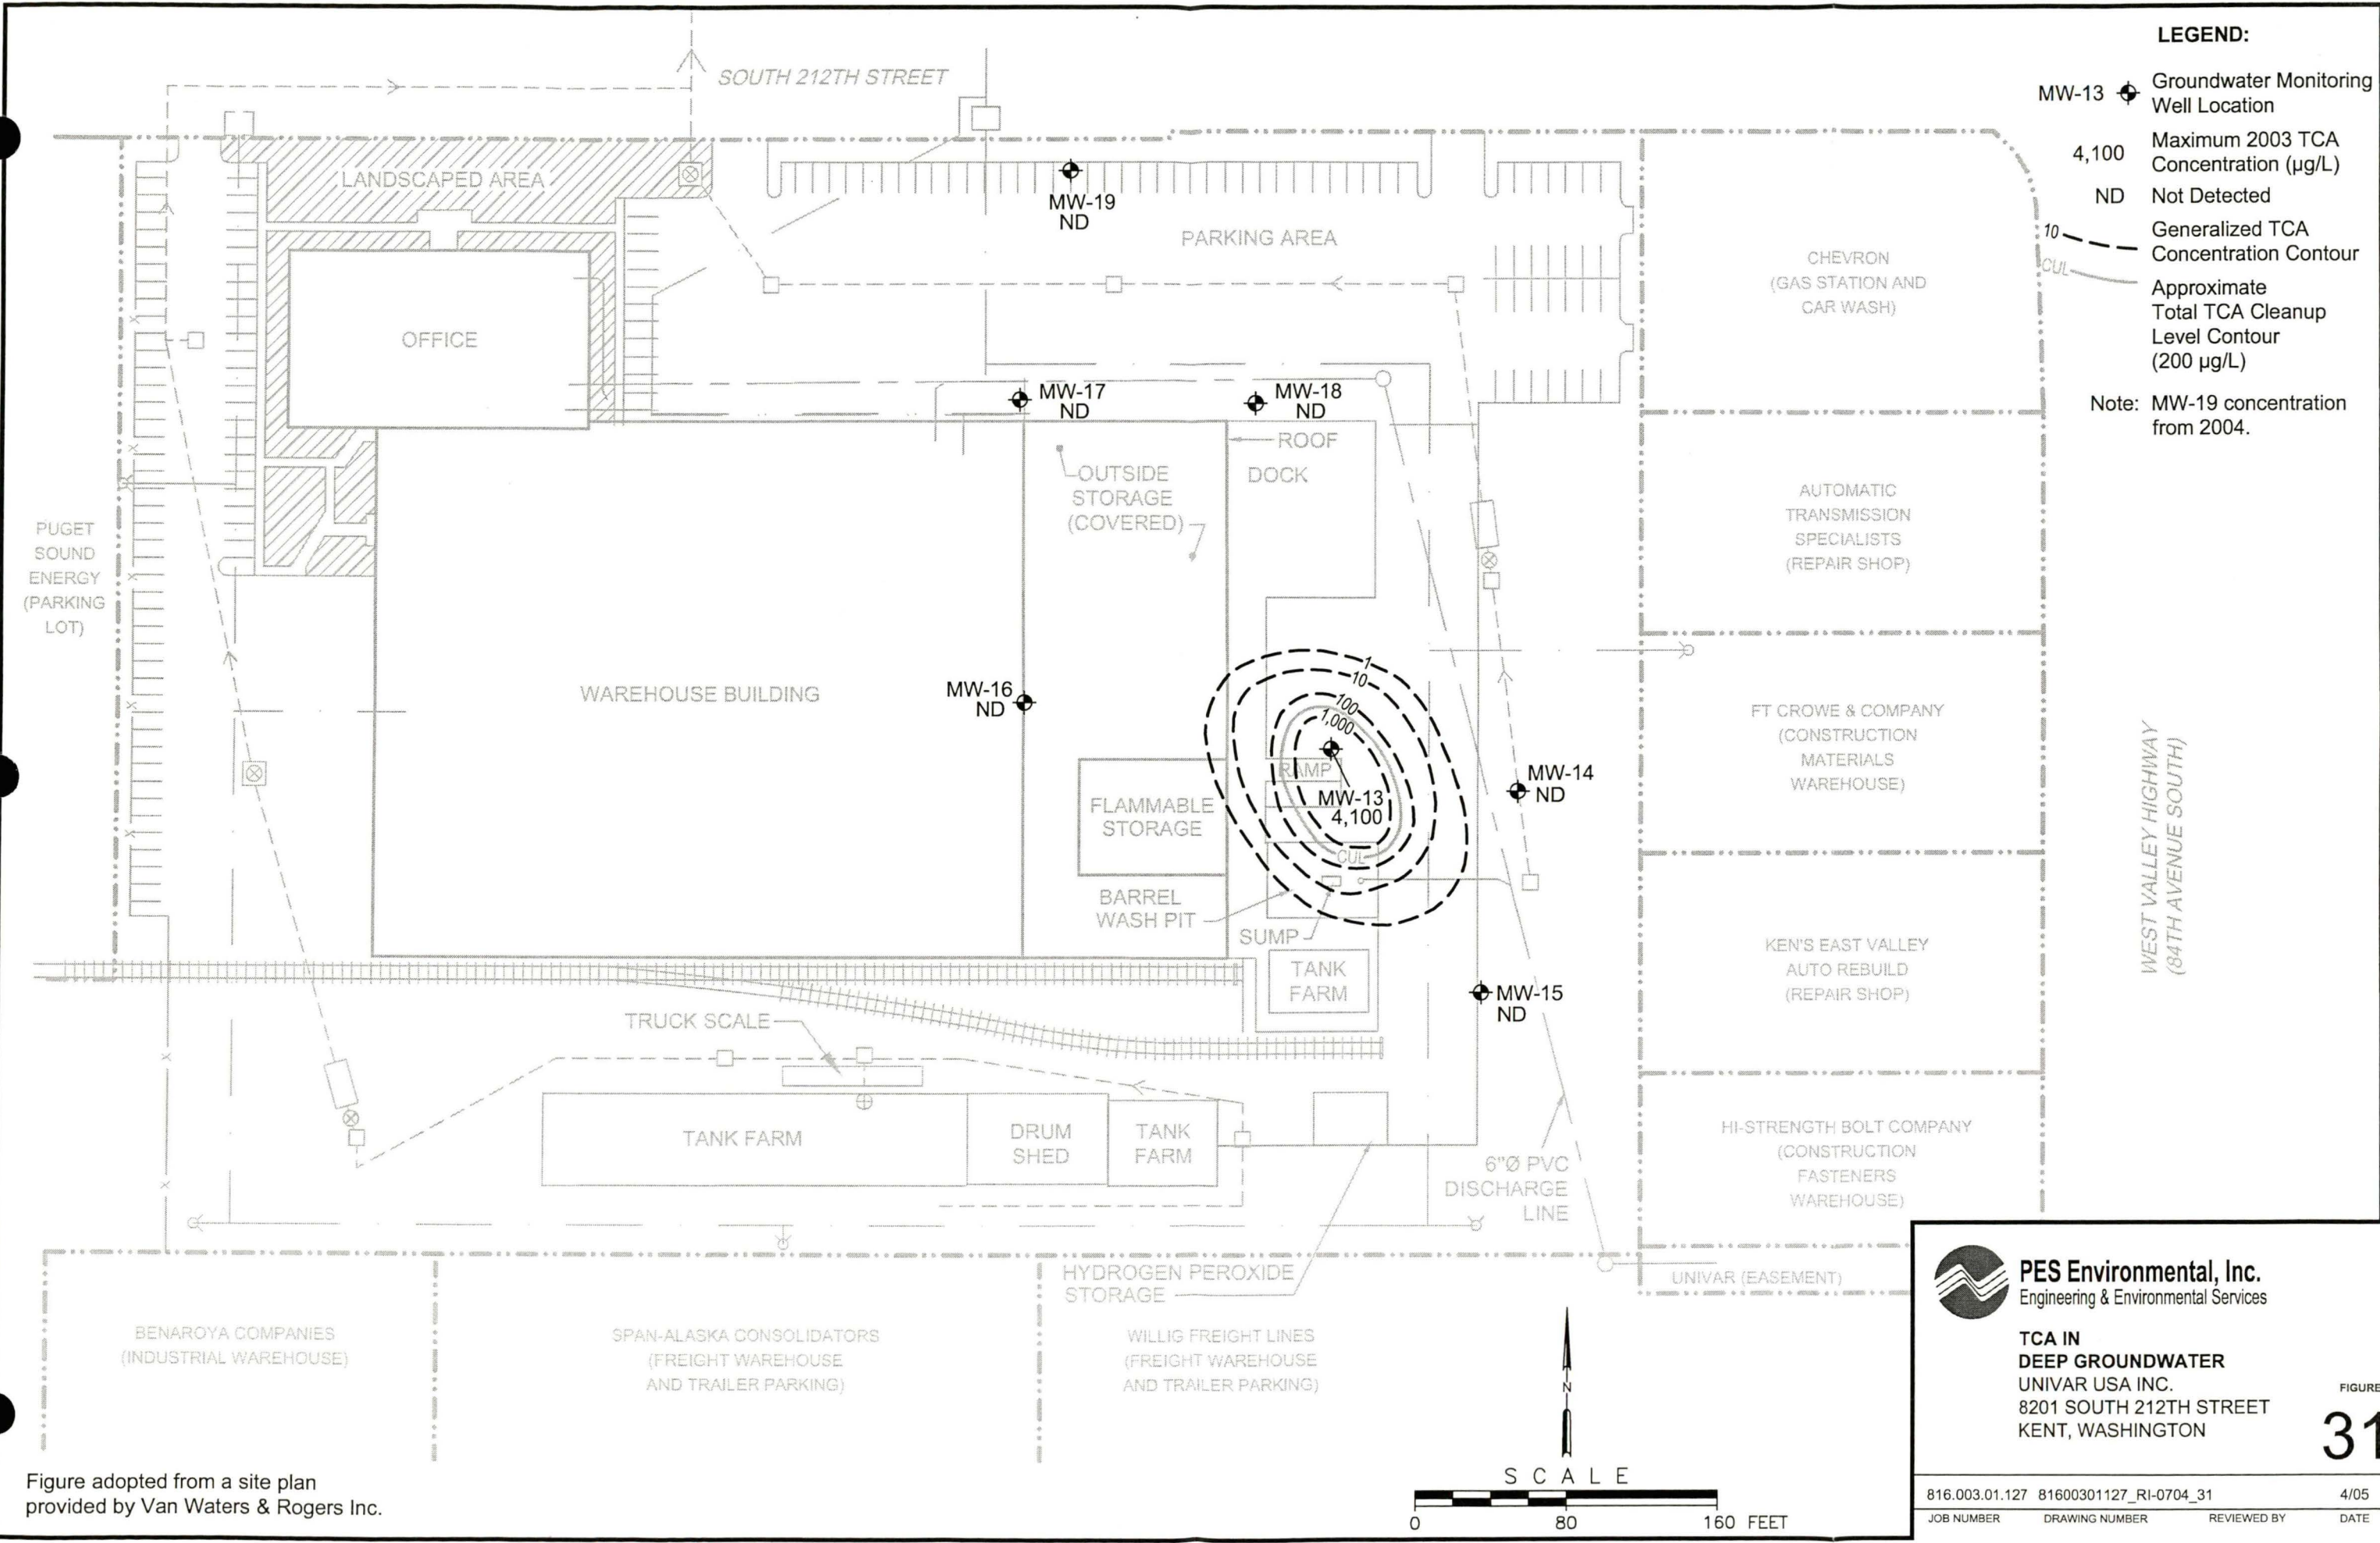 SOUTH 212TH STREET
LANDSCAPED AREA
MW-19
ND
PARKING AREA
OFFICE
MW-17
ND
MW-18
ND
ROOF
DOCK
OUTSIDE
STORAGE
(COVERED)
PUGET
SOUND
ENERGY
(PARKING
LOT)
WAREHOUSE BUILDING
MW-16
ND
1
10
100
1,000
RAMP
MW-13
4,100
CUL
MW-14
ND
FLAMMABLE
STORAGE
BARREL
WASH PIT
SUMP
TANK
FARM
MW-15
ND
TRUCK SCALE
TANK FARM
DRUM
SHED
TANK
FARM
6"Ø PVC
DISCHARGE
LINE
HYDROGEN PEROXIDE
STORAGE
CHEVRON
(GAS STATION AND
CAR WASH)
AUTOMATIC
TRANSMISSION
SPECIALISTS
(REPAIR SHOP)
FT CROWE & COMPANY
(CONSTRUCTION
MATERIALS
WAREHOUSE)
KEN'S EAST VALLEY
AUTO REBUILD
(REPAIR SHOP)
HI-STRENGTH BOLT COMPANY
(CONSTRUCTION
FASTENERS
WAREHOUSE)
UNIVAR (EASEMENT)
WEST VALLEY HIGHWAY
(84TH AVENUE SOUTH)
BENAROYA COMPANIES
(INDUSTRIAL WAREHOUSE)
SPAN-ALASKA CONSOLIDATORS
(FREIGHT WAREHOUSE
AND TRAILER PARKING)
WILLIG FREIGHT LINES
(FREIGHT WAREHOUSE
AND TRAILER PARKING)
LEGEND:
MW-13 Groundwater Monitoring
Well Location
4,100 Maximum 2003 TCA
Concentration (µg/L)
ND Not Detected
10 Generalized TCA
Concentration Contour
CUL Approximate
Total TCA Cleanup
Level Contour
(200 µg/L)
Note: MW-19 concentration
from 2004.
Figure adopted from a site plan
provided by Van Waters & Rogers Inc.
N
SCALE
0 80 160 FEET
PES Environmental, Inc.
Engineering & Environmental Services
TCA IN
DEEP GROUNDWATER
UNIVAR USA INC.
8201 SOUTH 212TH STREET
KENT, WASHINGTON
FIGURE
31
816.003.01.127 81600301127_RI-0704_31 4/05
JOB NUMBER DRAWING NUMBER REVIEWED BY DATE